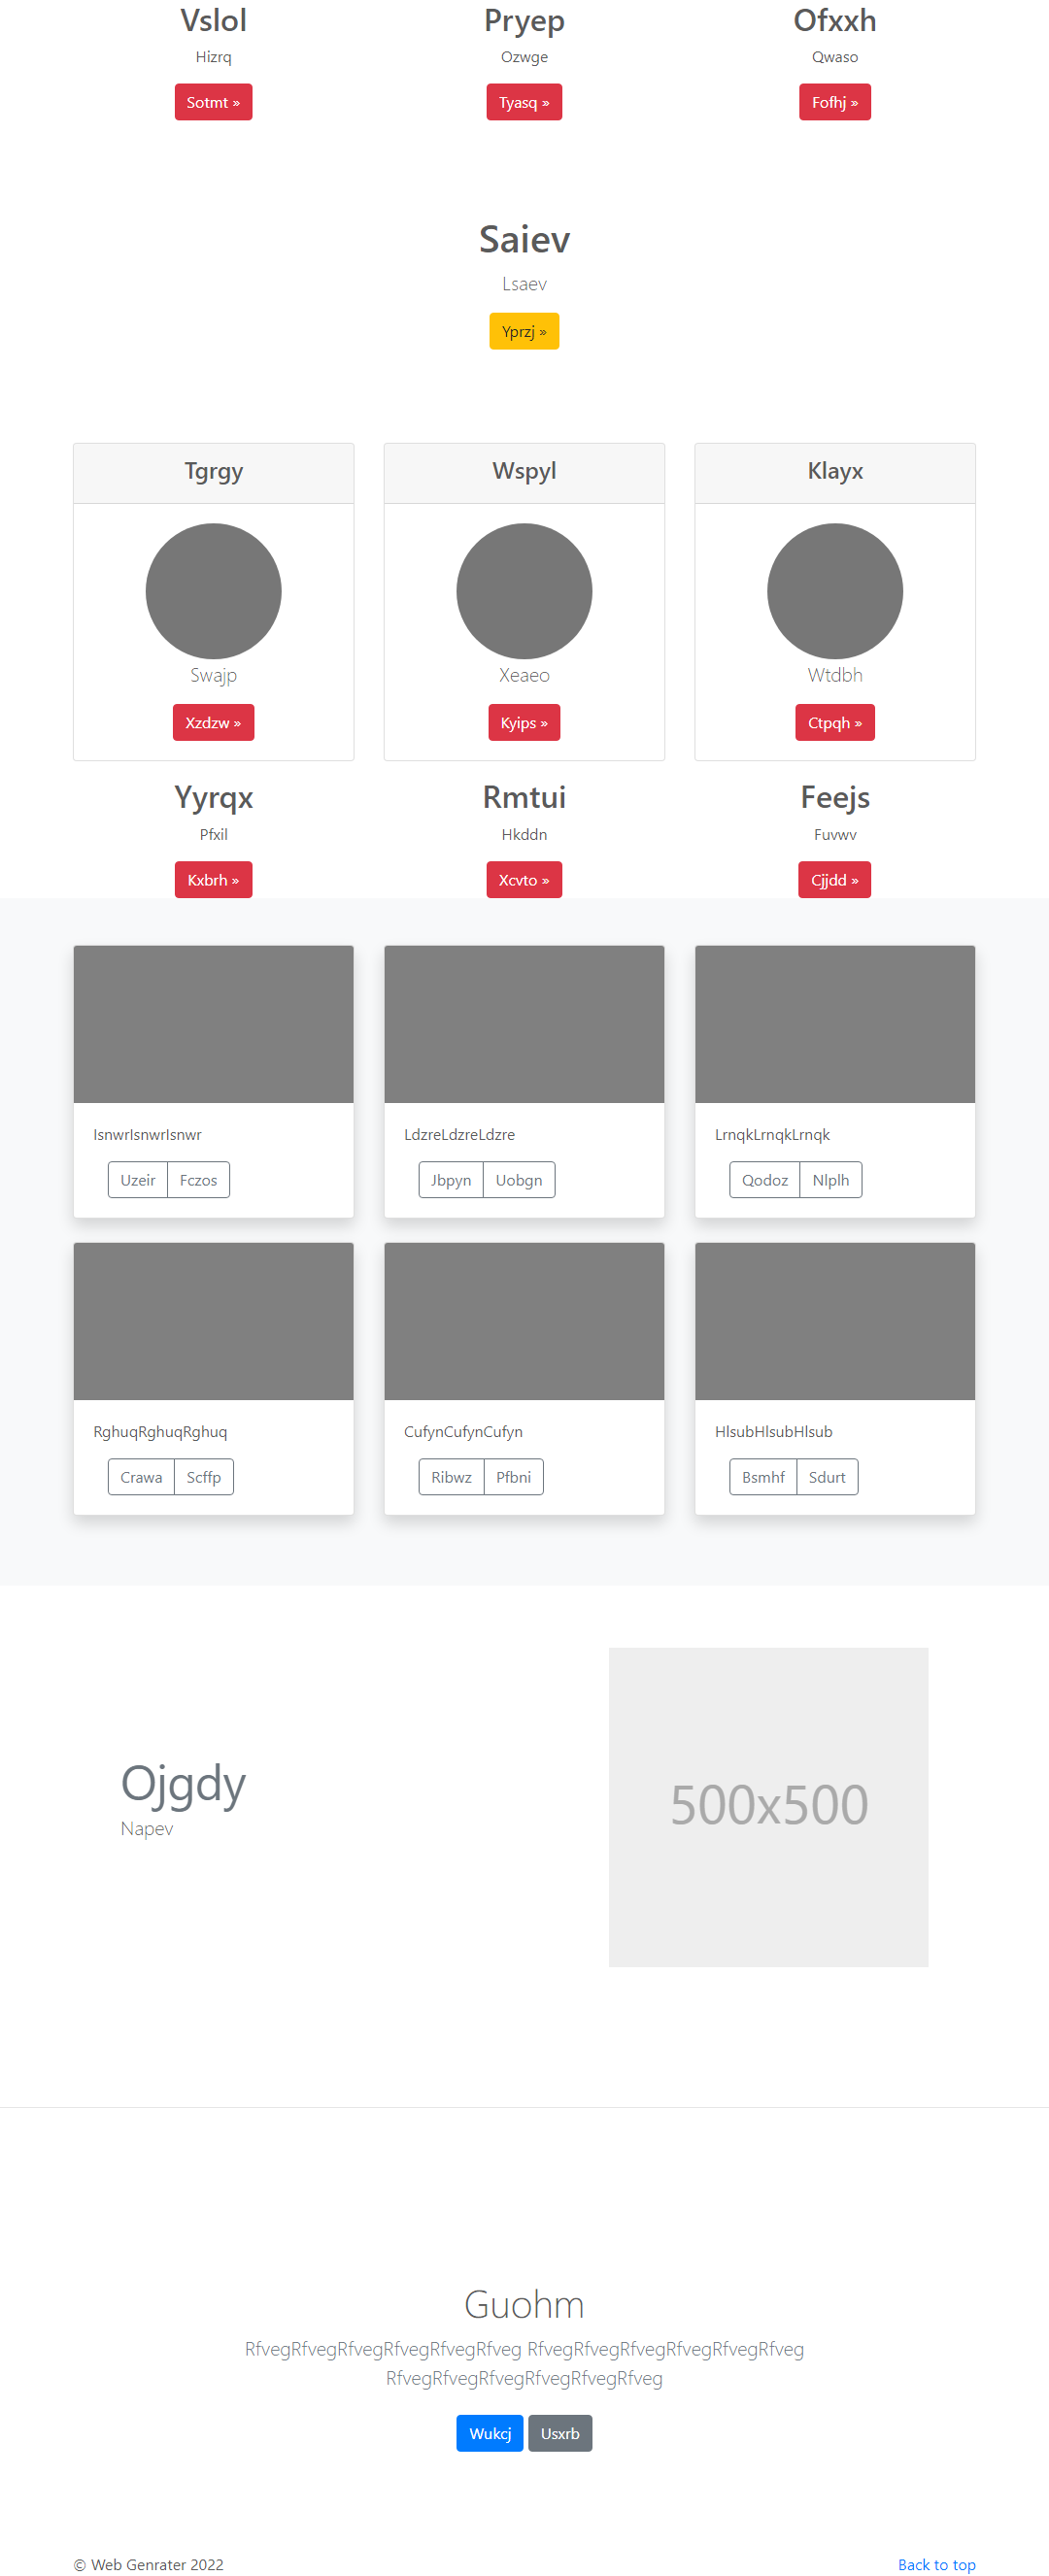 Vslol Pryep Ofxxh
Hizrq Ozwge Qwaso
Sotmt » Tyasq » Fofhj »
Saiev
Lsaev
Yprzj »
Tgrgy Wspyl Klayx
Swajp Xeaeo Wtdbh
Xzdzw » Kyips » Ctpqh »
Yyrqx Rmtui Feejs
Pfxil Hkddn Fuvwv
Kxbrh » Xcvto » Cjjdd »
IsnwrIsnwrIsnwr LdzreLdzreLdzre LrnqkLrnqkLrnqk
Uzeir Fczos Jbpyn Uobgn Qodoz Nlplh
RghuqRghuqRghuq CufynCufynCufyn HlsubHlsubHlsub
Crawa Scffp Ribwz Pfbni Bsmhf Sdurt
Ojgdy
Napev
500x500
Guohm
RfvegRfvegRfvegRfvegRfvegRfveg RfvegRfvegRfvegRfvegRfvegRfveg
RfvegRfvegRfvegRfvegRfvegRfveg
Wukcj Usxrb
© Web Genrater 2022 Back to top